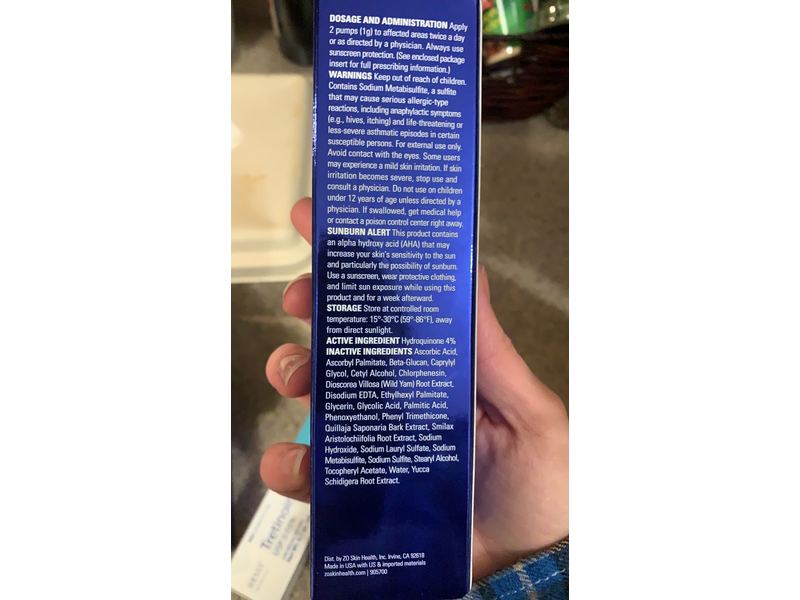 DOSAGE AND ADMINISTRATION Apply
2 pumps (1g) to affected areas twice a day
or as directed by a physician. Always use
sunscreen protection. (See enclosed package
insert for full prescribing information.)
WARNINGS Keep out of reach of children.
Contains Sodium Metabisulfite, a sulfite
that may cause serious allergic-type
reactions, including anaphylactic symptoms
(e.g., hives, itching) and life-threatening or
less-severe asthmatic episodes in certain
susceptible persons. For external use only.
Avoid contact with the eyes. Some users
may experience a mild skin irritation. If skin
irritation becomes severe, stop use and
consult a physician. Do not use on children
under 12 years of age unless directed by a
physician. If swallowed, get medical help
or contact a poison control center right away.
SUNBURN ALERT This product contains
an alpha hydroxy acid (AHA) that may
increase your skin's sensitivity to the sun
and particularly the possibility of sunburn.
Use a sunscreen, wear protective clothing,
and limit sun exposure while using this
product and for a week afterward.
STORAGE Store at controlled room
temperature: 15°-30°C (59°-86°F), away
from direct sunlight.
ACTIVE INGREDIENT Hydroquinone 4%
INACTIVE INGREDIENTS Ascorbic Acid,
Ascorbyl Palmitate, Beta-Glucan, Caprylyl
Glycol, Cetyl Alcohol, Chlorphenesin,
Dioscorea Villosa (Wild Yam) Root Extract,
Disodium EDTA, Ethylhexyl Palmitate,
Glycerin, Glycolic Acid, Palmitic Acid,
Phenoxyethanol, Phenyl Trimethicone,
Quillaja Saponaria Bark Extract, Smilax
Aristolochiifolia Root Extract, Sodium
Hydroxide, Sodium Lauryl Sulfate, Sodium
Metabisulfite, Sodium Sulfite, Stearyl Alcohol,
Tocopheryl Acetate, Water, Yucca
Schidigera Root Extract.
Dist. by ZO Skin Health, Inc. Irvine, CA 92618
Made in USA with US & imported materials
zoskinhealth.com | 905700
Tretinoin